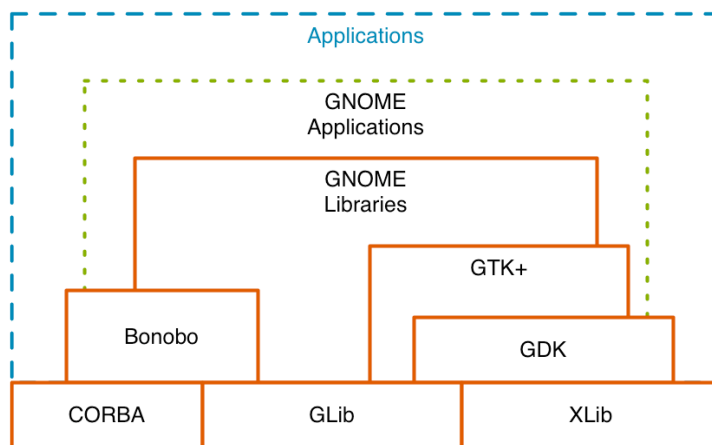 Applications
GNOME
Applications
GNOME
Libraries
GTK+
Bonobo
GDK
CORBA
GLib
XLib